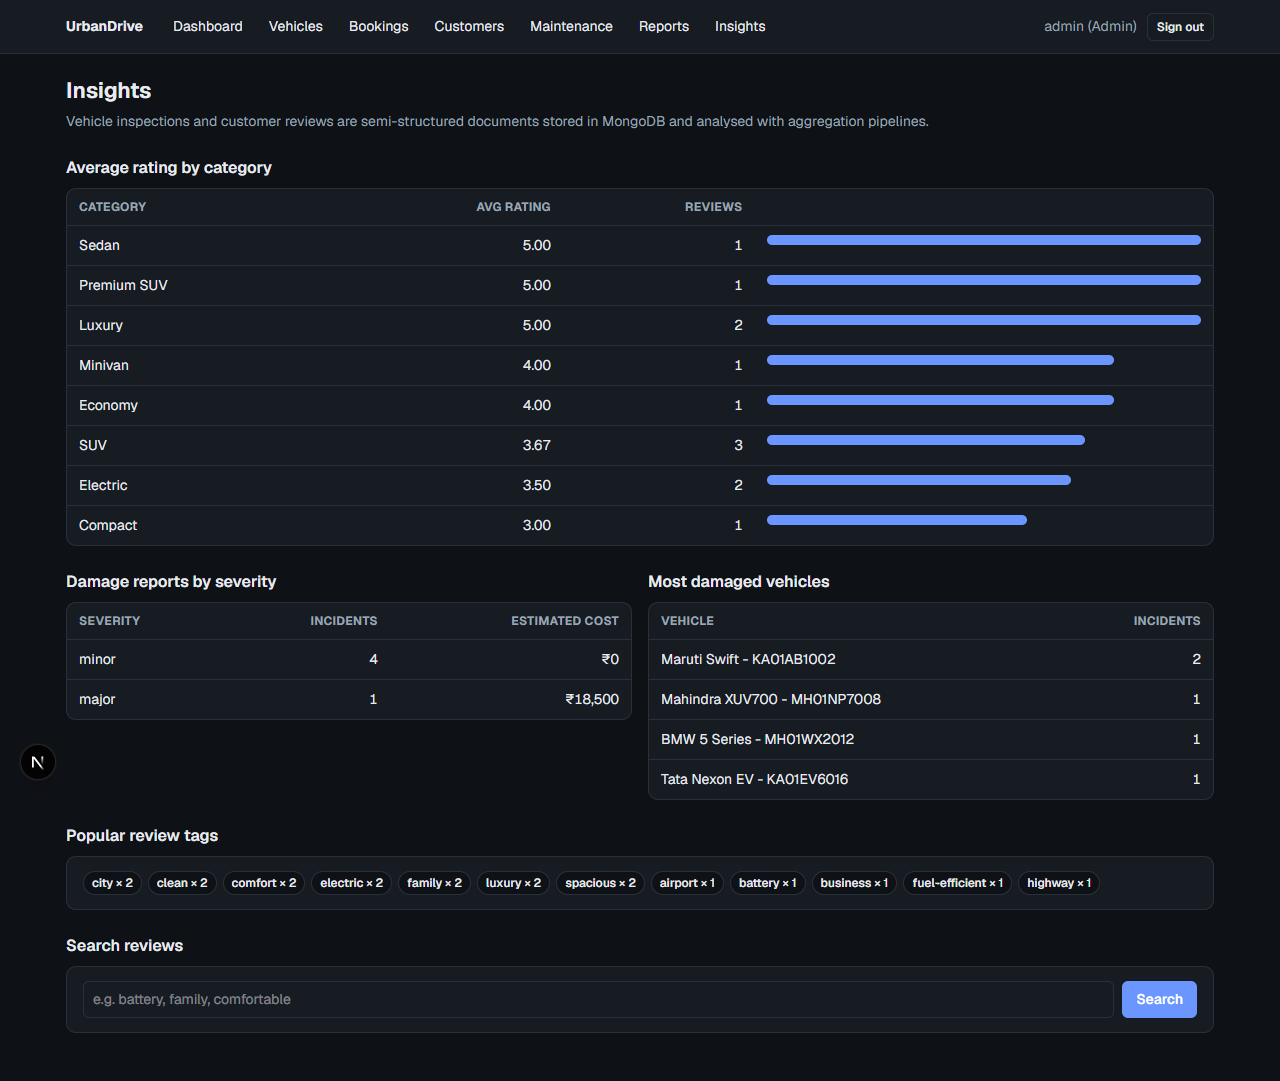 UrbanDrive Dashboard Vehicles Bookings Customers Maintenance Reports Insights admin (Admin) Sign out
Insights
Vehicle inspections and customer reviews are semi-structured documents stored in MongoDB and analysed with aggregation pipelines.
Average rating by category
CATEGORY AVG RATING REVIEWS
Sedan 5.00 1
Premium SUV 5.00 1
Luxury 5.00 2
Minivan 4.00 1
Economy 4.00 1
SUV 3.67 3
Electric 3.50 2
Compact 3.00 1
Damage reports by severity
SEVERITY INCIDENTS ESTIMATED COST
minor 4 ₹0
major 1 ₹18,500
Most damaged vehicles
VEHICLE INCIDENTS
Maruti Swift - KA01AB1002 2
Mahindra XUV700 - MH01NP7008 1
BMW 5 Series - MH01WX2012 1
Tata Nexon EV - KA01EV6016 1
N
Popular review tags
city × 2 clean × 2 comfort × 2 electric × 2 family × 2 luxury × 2 spacious × 2 airport × 1 battery × 1 business × 1 fuel-efficient × 1 highway × 1
Search reviews
e.g. battery, family, comfortable Search